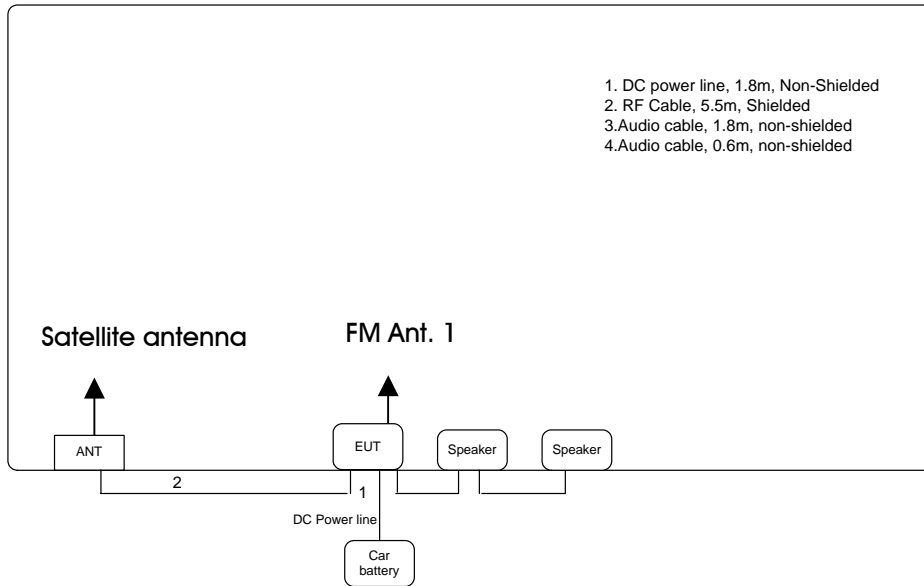 1. DC power line, 1.8m, Non-Shielded
2. RF Cable, 5.5m, Shielded
3.Audio cable, 1.8m, non-shielded
4.Audio cable, 0.6m, non-shielded
Satellite antenna
FM Ant. 1
ANT
EUT
Speaker
Speaker
2
1
DC Power line
Car
battery